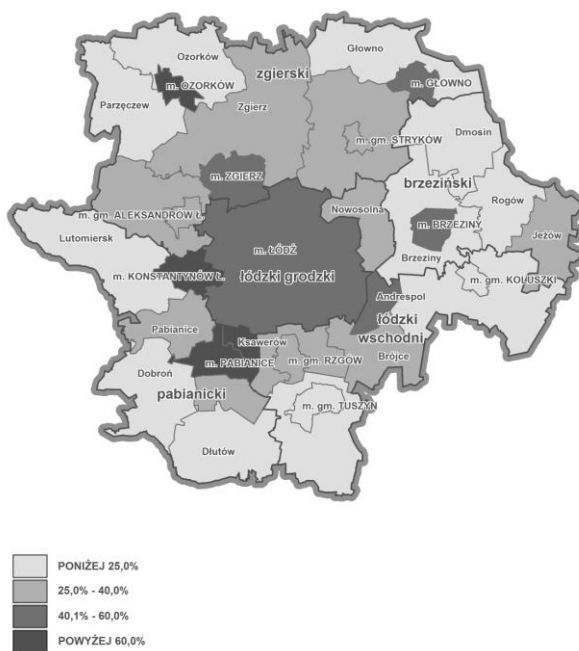 Ozorków
Głowno
zgierski
m. OZORKÓW
m. GŁOWNO
Parzęczew
Zgierz
Dmosin
m. gm. STRYKÓW
m. ZGIERZ
brzeziński
Rogów
m. gm. ALEKSANDRÓW Ł.
Nowosolna
Lutomiersk
m. BRZEZINY
Jeżów
m. ŁÓDŹ
Brzeziny
m. KONSTANTYNÓW Ł.
łódzki grodzki
m. gm. KOLUSZKI
Andrespol
łódzki
Pabianice
wschodni
Ksawerów
m. PABIANICE
m. gm. RZGÓW
Brójce
Dobroń
pabianicki
m. gm. TUSZYN
Dłutów
PONIŻEJ 25,0%
25,0% - 40,0%
40,1% - 60,0%
POWYŻEJ 60,0%